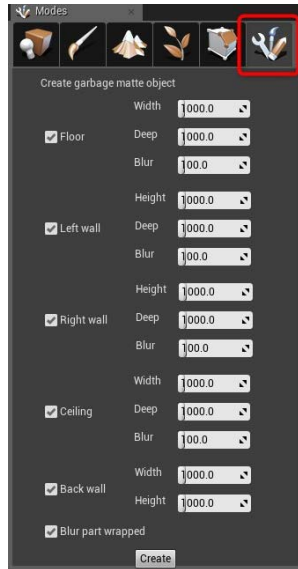 Modes
Create garbage matte object
Width 1000.0
Floor Deep 1000.0
Blur 100.0
Height 1000.0
Left wall Deep 1000.0
Blur 100.0
Height 1000.0
Right wall Deep 1000.0
Blur 100.0
Width 1000.0
Ceiling Deep 1000.0
Blur 100.0
Width 1000.0
Back wall
Height 1000.0
Blur part wrapped
Create